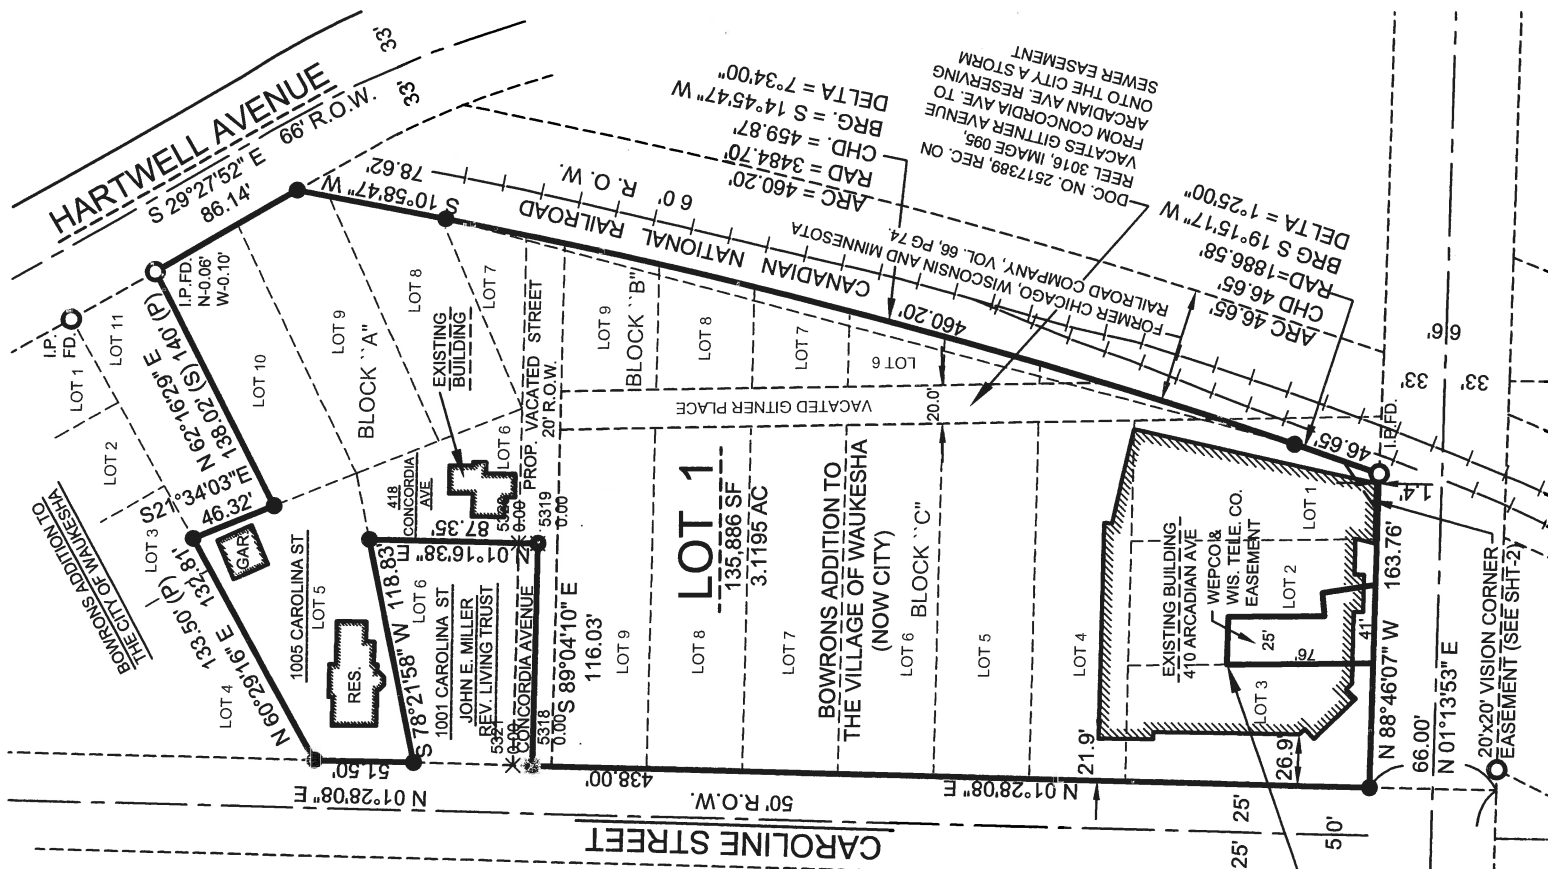 HARTWELL AVENUE
66' R.O.W.
33'
33'
S 29°27'52" E
86.14'
I.P.FD.
N-0.06'
W-0.10'
I.P.
FD.
LOT 11
LOT 1
LOT 2
LOT 3
LOT 4
N 62°16'29" E 140' (P)
138.02'(S)
S21°34'03"E
46.32'
BOWRONS ADDITION TO
THE CITY OF WAUKESHA
132.81'
133.50' (P)
N 60°29'16" E
GAR.
1005 CAROLINA ST
LOT 5
RES.
51.50'
N 01°28'08" E
S 78°21'58" W 118.83'
LOT 6
1001 CAROLINA ST
JOHN E. MILLER
REV. LIVING TRUST
5321
0.00
CONCORDIA AVENUE
5318
0.00
N 01°16'38" E
87.35'
418
CONCORDIA
AVE
EXISTING
BUILDING
LOT 6
5320
0.00
5319
0.00
PROP VACATED STREET
20' R.O.W.
LOT 10
LOT 9
LOT 8
LOT 7
BLOCK ``A''
S 10°58'47" W
78.62'
60' R. O. W.
CANADIAN NATIONAL RAILROAD
FORMER CHICAGO, WISCONSIN AND MINNESOTA
RAILROAD COMPANY, VOL. 66, PG 74.
ARC = 460.20'
RAD = 3484.70'
CHD. = 459.87'
BRG. = S 14°45'47" W
DELTA = 7°34'00"
DOC. NO. 2517389, REC. ON
REEL 3016, IMAGE 095,
VACATES GITTNER AVENUE
FROM CONCORDIA AVE. TO
ARCADIAN AVE. RESERVING
ONTO THE CITY A STORM
SEWER EASEMENT
ARC 46.65'
CHD 46.65'
RAD=1886.58'
BRG S 19°15'17" W
DELTA = 1°25'00"
460.20'
46.65'
LOT 9
BLOCK ``B''
LOT 8
LOT 7
LOT 6
VACATED GITNER PLACE
20.0'
S 89°04'10" E
116.03'
LOT 1
135,886 SF
3.1195 AC
BOWRONS ADDITION TO
THE VILLAGE OF WAUKESHA
(NOW CITY)
BLOCK ``C''
LOT 9
LOT 8
LOT 7
LOT 6
LOT 5
LOT 4
LOT 3
LOT 2
LOT 1
EXISTING BUILDING
410 ARCADIAN AVE
WEPCO &
WIS. TELE. CO.
EASEMENT
25'
76'
41'
21.9'
26.9'
1.4'
I.P.FD.
438.00'
N 01°28'08" E
50' R.O.W.
CAROLINE STREET
25'
25'
50'
N 88°46'07" W 163.76'
66.00'
N 01°13'53" E
20'x20' VISION CORNER
EASEMENT (SEE SHT-2)
66'
33'
33'